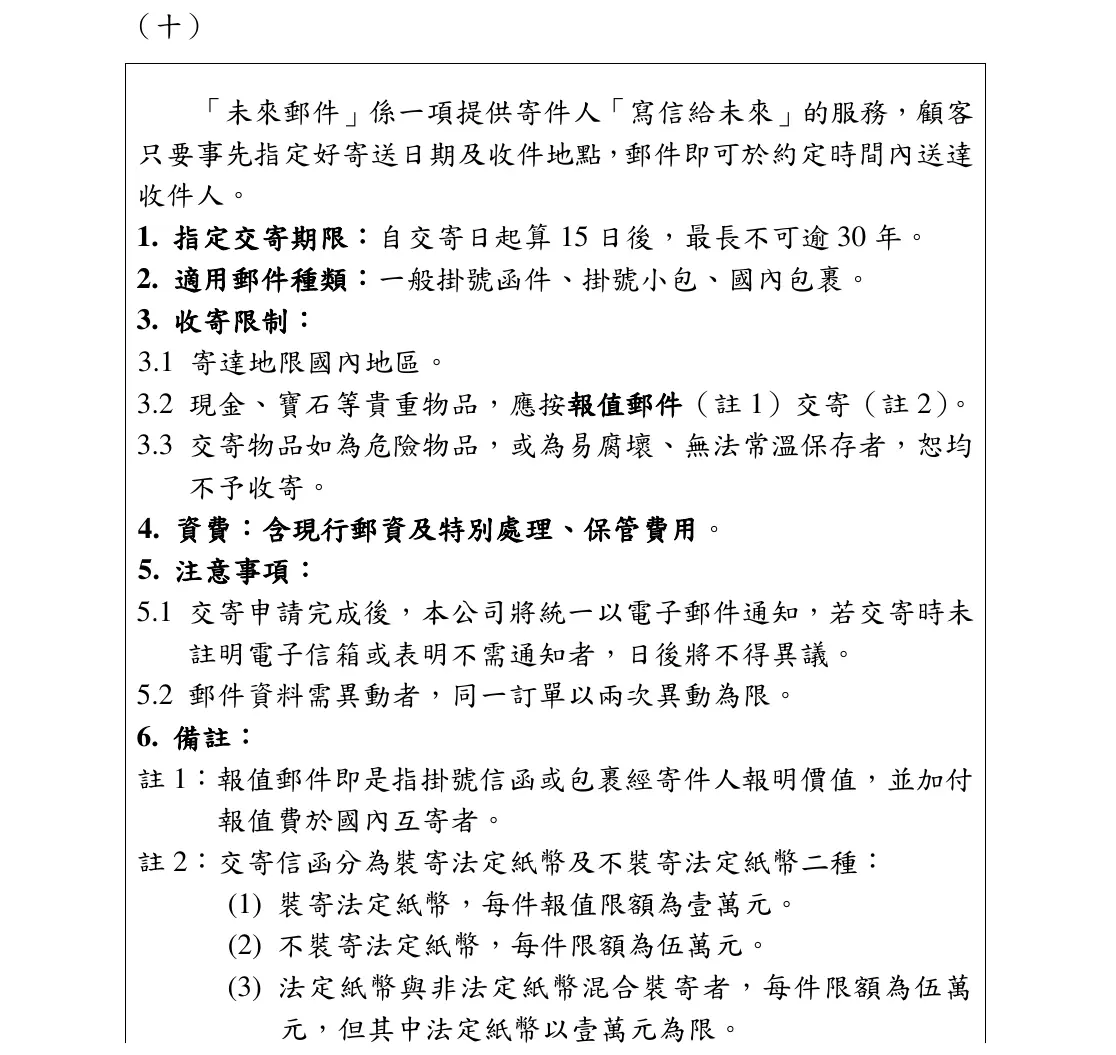 （十）
「未來郵件」係一項提供寄件人「寫信給未來」的服務，顧客
只要事先指定好寄送日期及收件地點，郵件即可於約定時間內送達
收件人。
1. 指定交寄期限：自交寄日起算 15 日後，最長不可逾 30 年。
2. 適用郵件種類：一般掛號函件、掛號小包、國內包裹。
3. 收寄限制：
3.1 寄達地限國內地區。
3.2 現金、寶石等貴重物品，應按報值郵件（註 1）交寄（註 2）。
3.3 交寄物品如為危險物品，或為易腐壞、無法常溫保存者，恕均
不予收寄。
4. 資費：含現行郵資及特別處理、保管費用。
5. 注意事項：
5.1 交寄申請完成後，本公司將統一以電子郵件通知，若交寄時未
註明電子信箱或表明不需通知者，日後將不得異議。
5.2 郵件資料需異動者，同一訂單以兩次異動為限。
6. 備註：
註 1：報值郵件即是指掛號信函或包裹經寄件人報明價值，並加付
報值費於國內互寄者。
註 2：交寄信函分為裝寄法定紙幣及不裝寄法定紙幣二種：
(1) 裝寄法定紙幣，每件報值限額為壹萬元。
(2) 不裝寄法定紙幣，每件限額為伍萬元。
(3) 法定紙幣與非法定紙幣混合裝寄者，每件限額為伍萬
元，但其中法定紙幣以壹萬元為限。